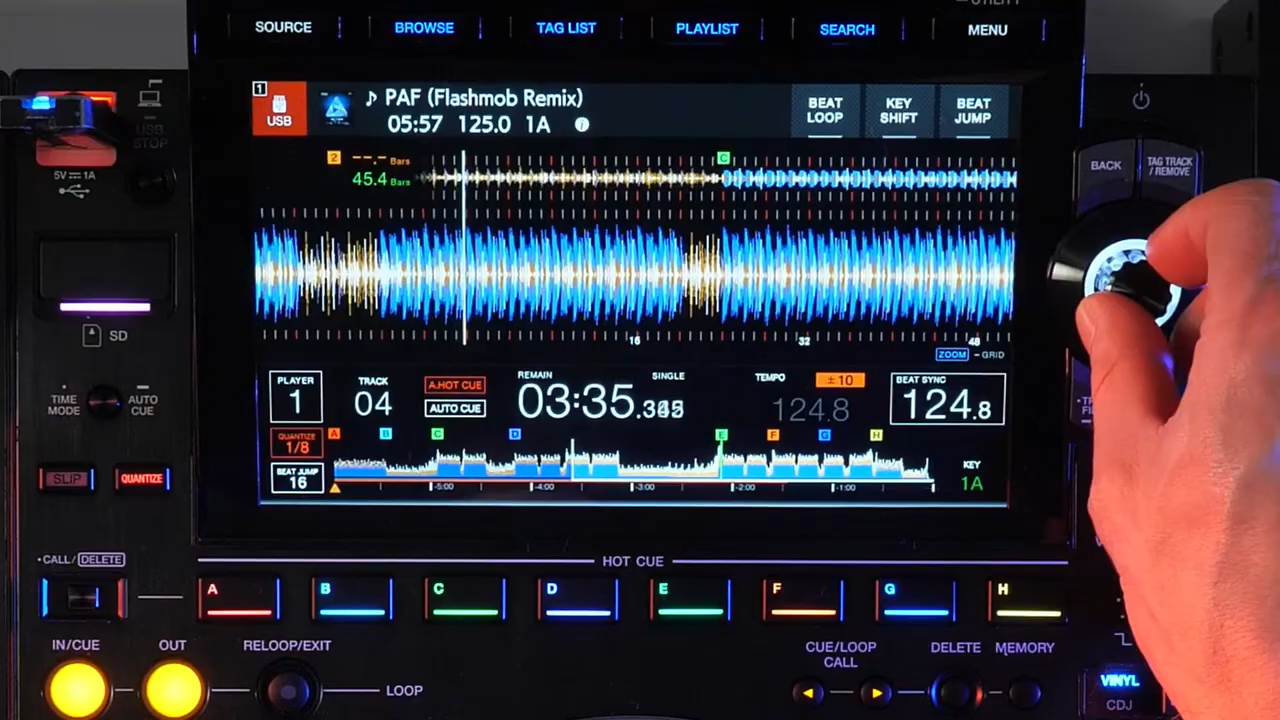 UTILITY
SOURCE BROWSE TAG LIST PLAYLIST SEARCH MENU
1 USB
PAF (Flashmob Remix)
05:57 125.0 1A
BEAT LOOP
KEY SHIFT
BEAT JUMP
USB STOP
5V 1A
BACK
TAG TRACK / REMOVE
2 --.- Bars
C
45.4 Bars
16 32 48
ZOOM - GRID
SD
TIME MODE
AUTO CUE
PLAYER 1
TRACK 04
A.HOT CUE
AUTO CUE
REMAIN SINGLE
03:35
TEMPO ±10
124.8
BEAT SYNC
124.8
QUANTIZE 1/8
A B C D E F G H
BEAT JUMP 16
-5:00 -4:00 -3:00 -2:00 -1:00
KEY 1A
SLIP
QUANTIZE
CALL/DELETE
HOT CUE
A B C D E F G H
IN/CUE OUT RELOOP/EXIT
LOOP
CUE/LOOP CALL
DELETE MEMORY
VINYL
CDJ